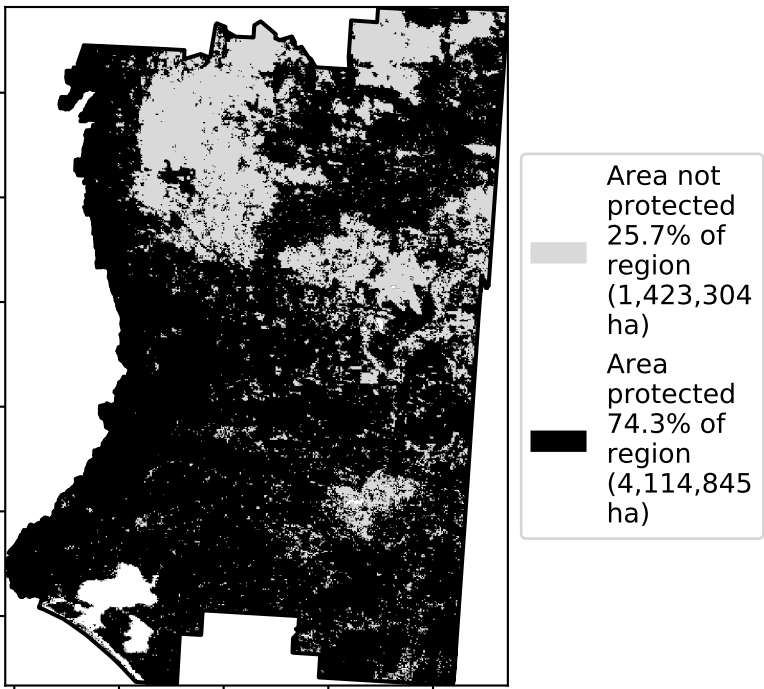 Area not
protected
25.7% of
region
(1,423,304
ha)
Area
protected
74.3% of
region
(4,114,845
ha)